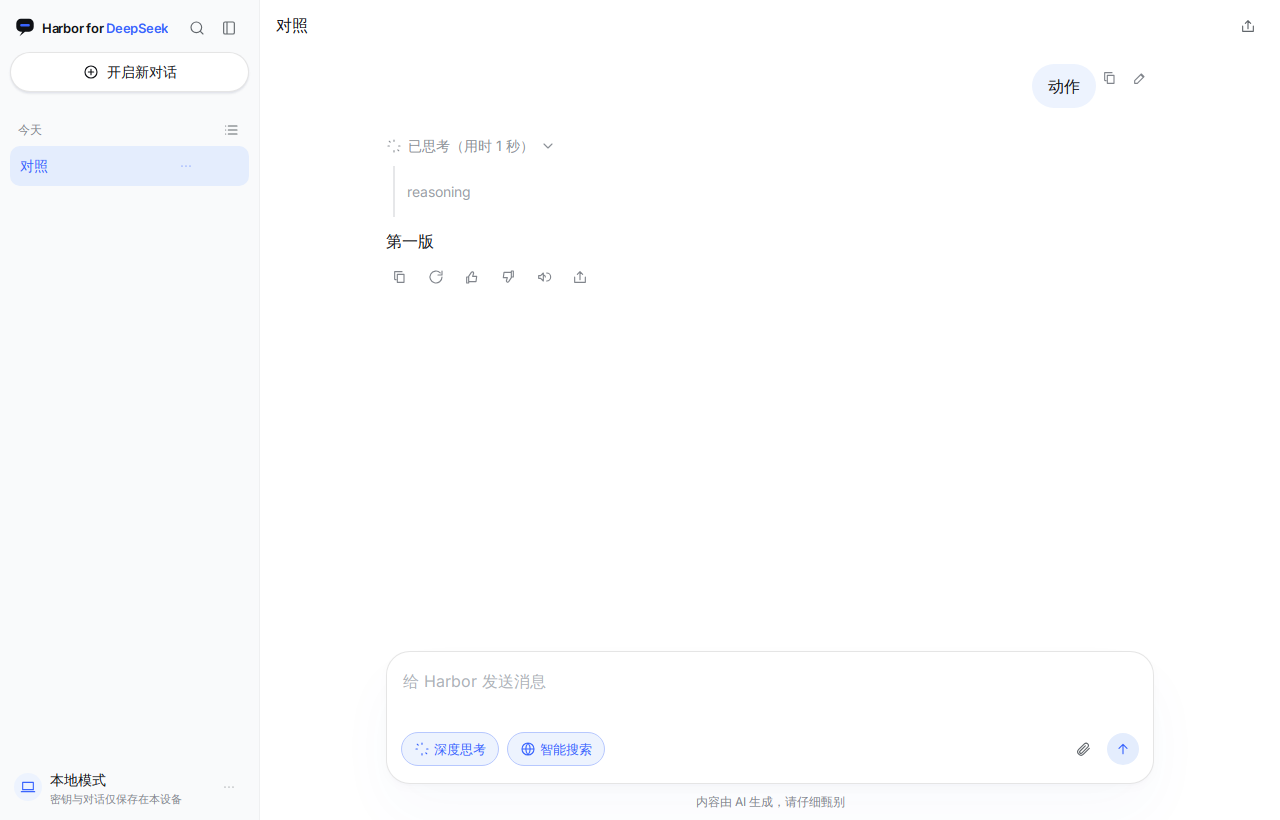 Harbor for DeepSeek
开启新对话
今天
对照
本地模式
密钥与对话仅保存在本设备
对照
动作
已思考（用时 1 秒）
reasoning
第一版
给 Harbor 发送消息
深度思考
智能搜索
内容由 AI 生成，请仔细甄别